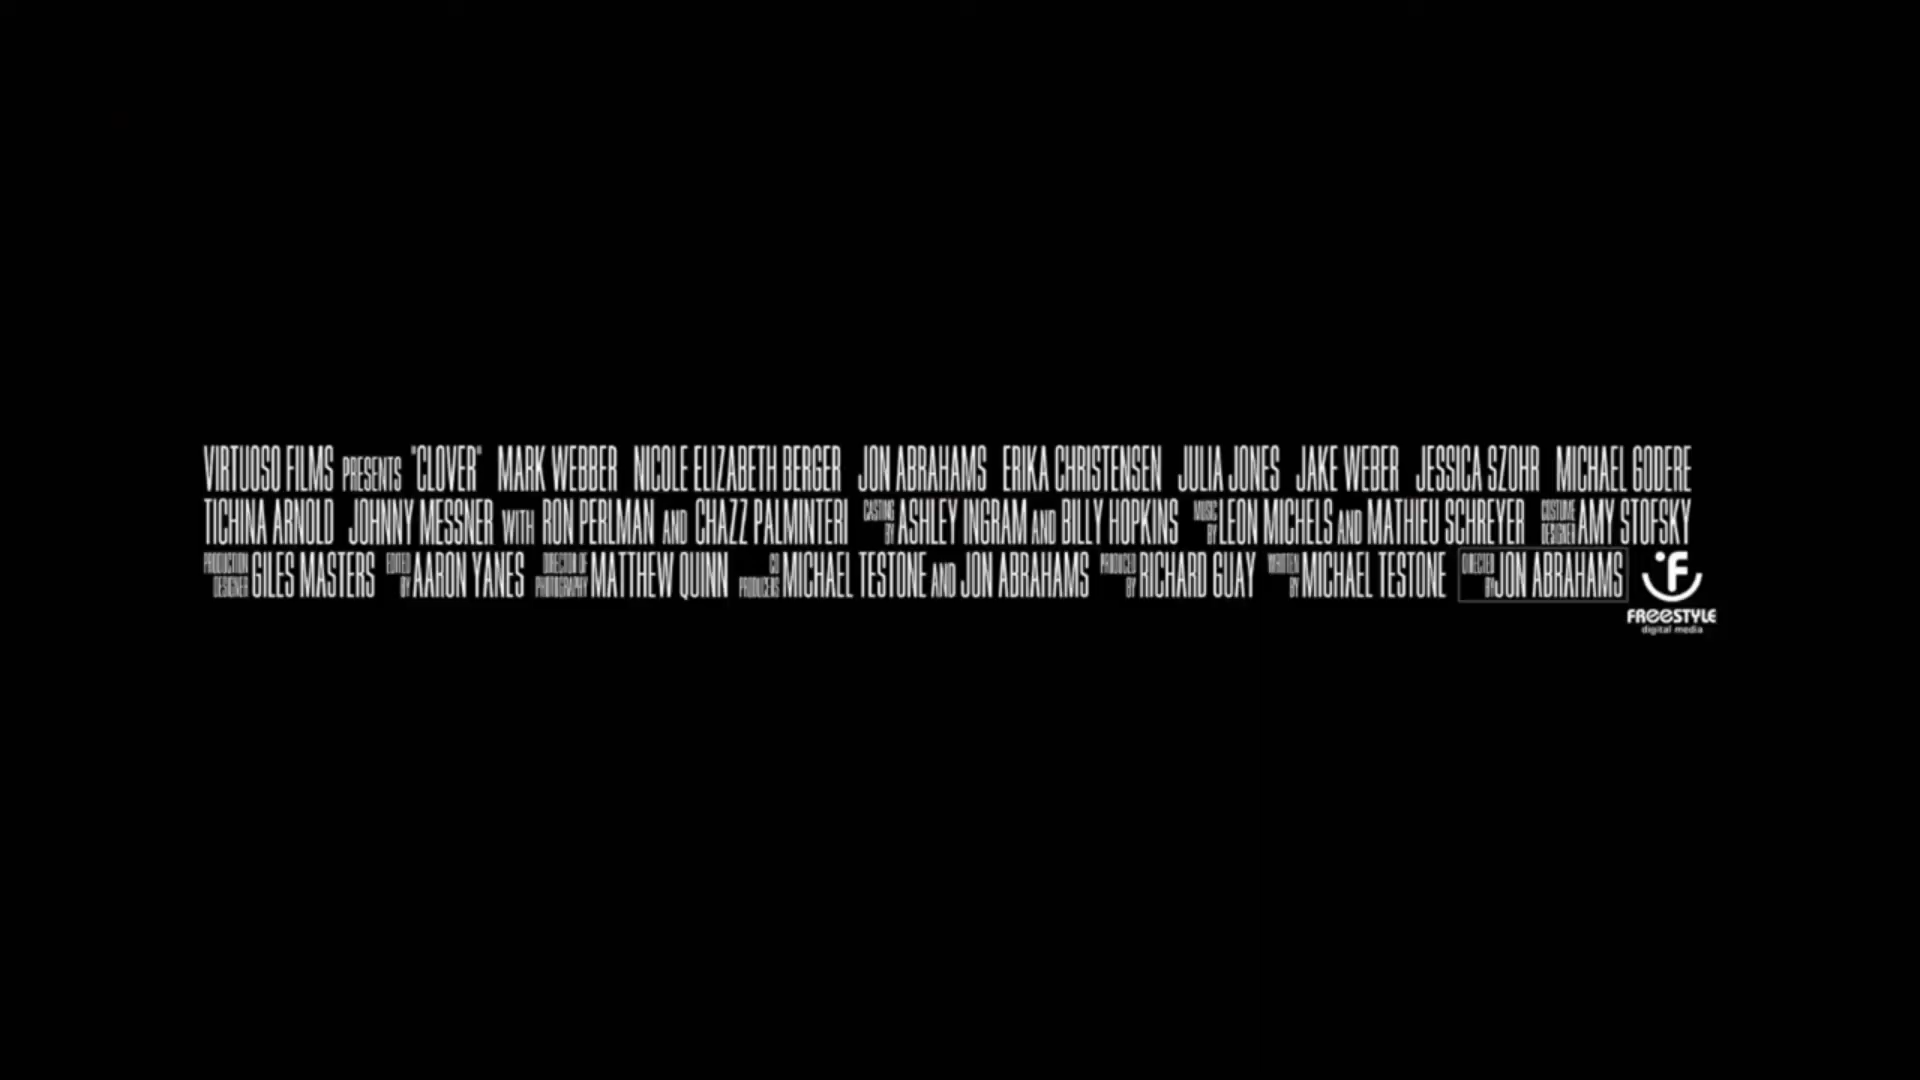 VIRTUOSO FILMS PRESENTS "CLOVER" MARK WEBBER NICOLE ELIZABETH BERGER JON ABRAHAMS ERIKA CHRISTENSEN JULIA JONES JAKE WEBER JESSICA SZOHR MICHAEL GODERE
TICHINA ARNOLD JOHNNY MESSNER WITH RON PERLMAN AND CHAZZ PALMINTERI CASTING BY ASHLEY INGRAM AND BILLY HOPKINS MUSIC BY LEON MICHELS AND MATHIEU SCHREYER COSTUME DESIGNER AMY STOFSKY
PRODUCTION DESIGNER GILES MASTERS EDITED BY AARON YANES DIRECTOR OF PHOTOGRAPHY MATTHEW QUINN CO PRODUCERS MICHAEL TESTONE AND JON ABRAHAMS PRODUCED BY RICHARD GUAY WRITTEN BY MICHAEL TESTONE DIRECTED BY JON ABRAHAMS
F
FREESTYLE
digital media